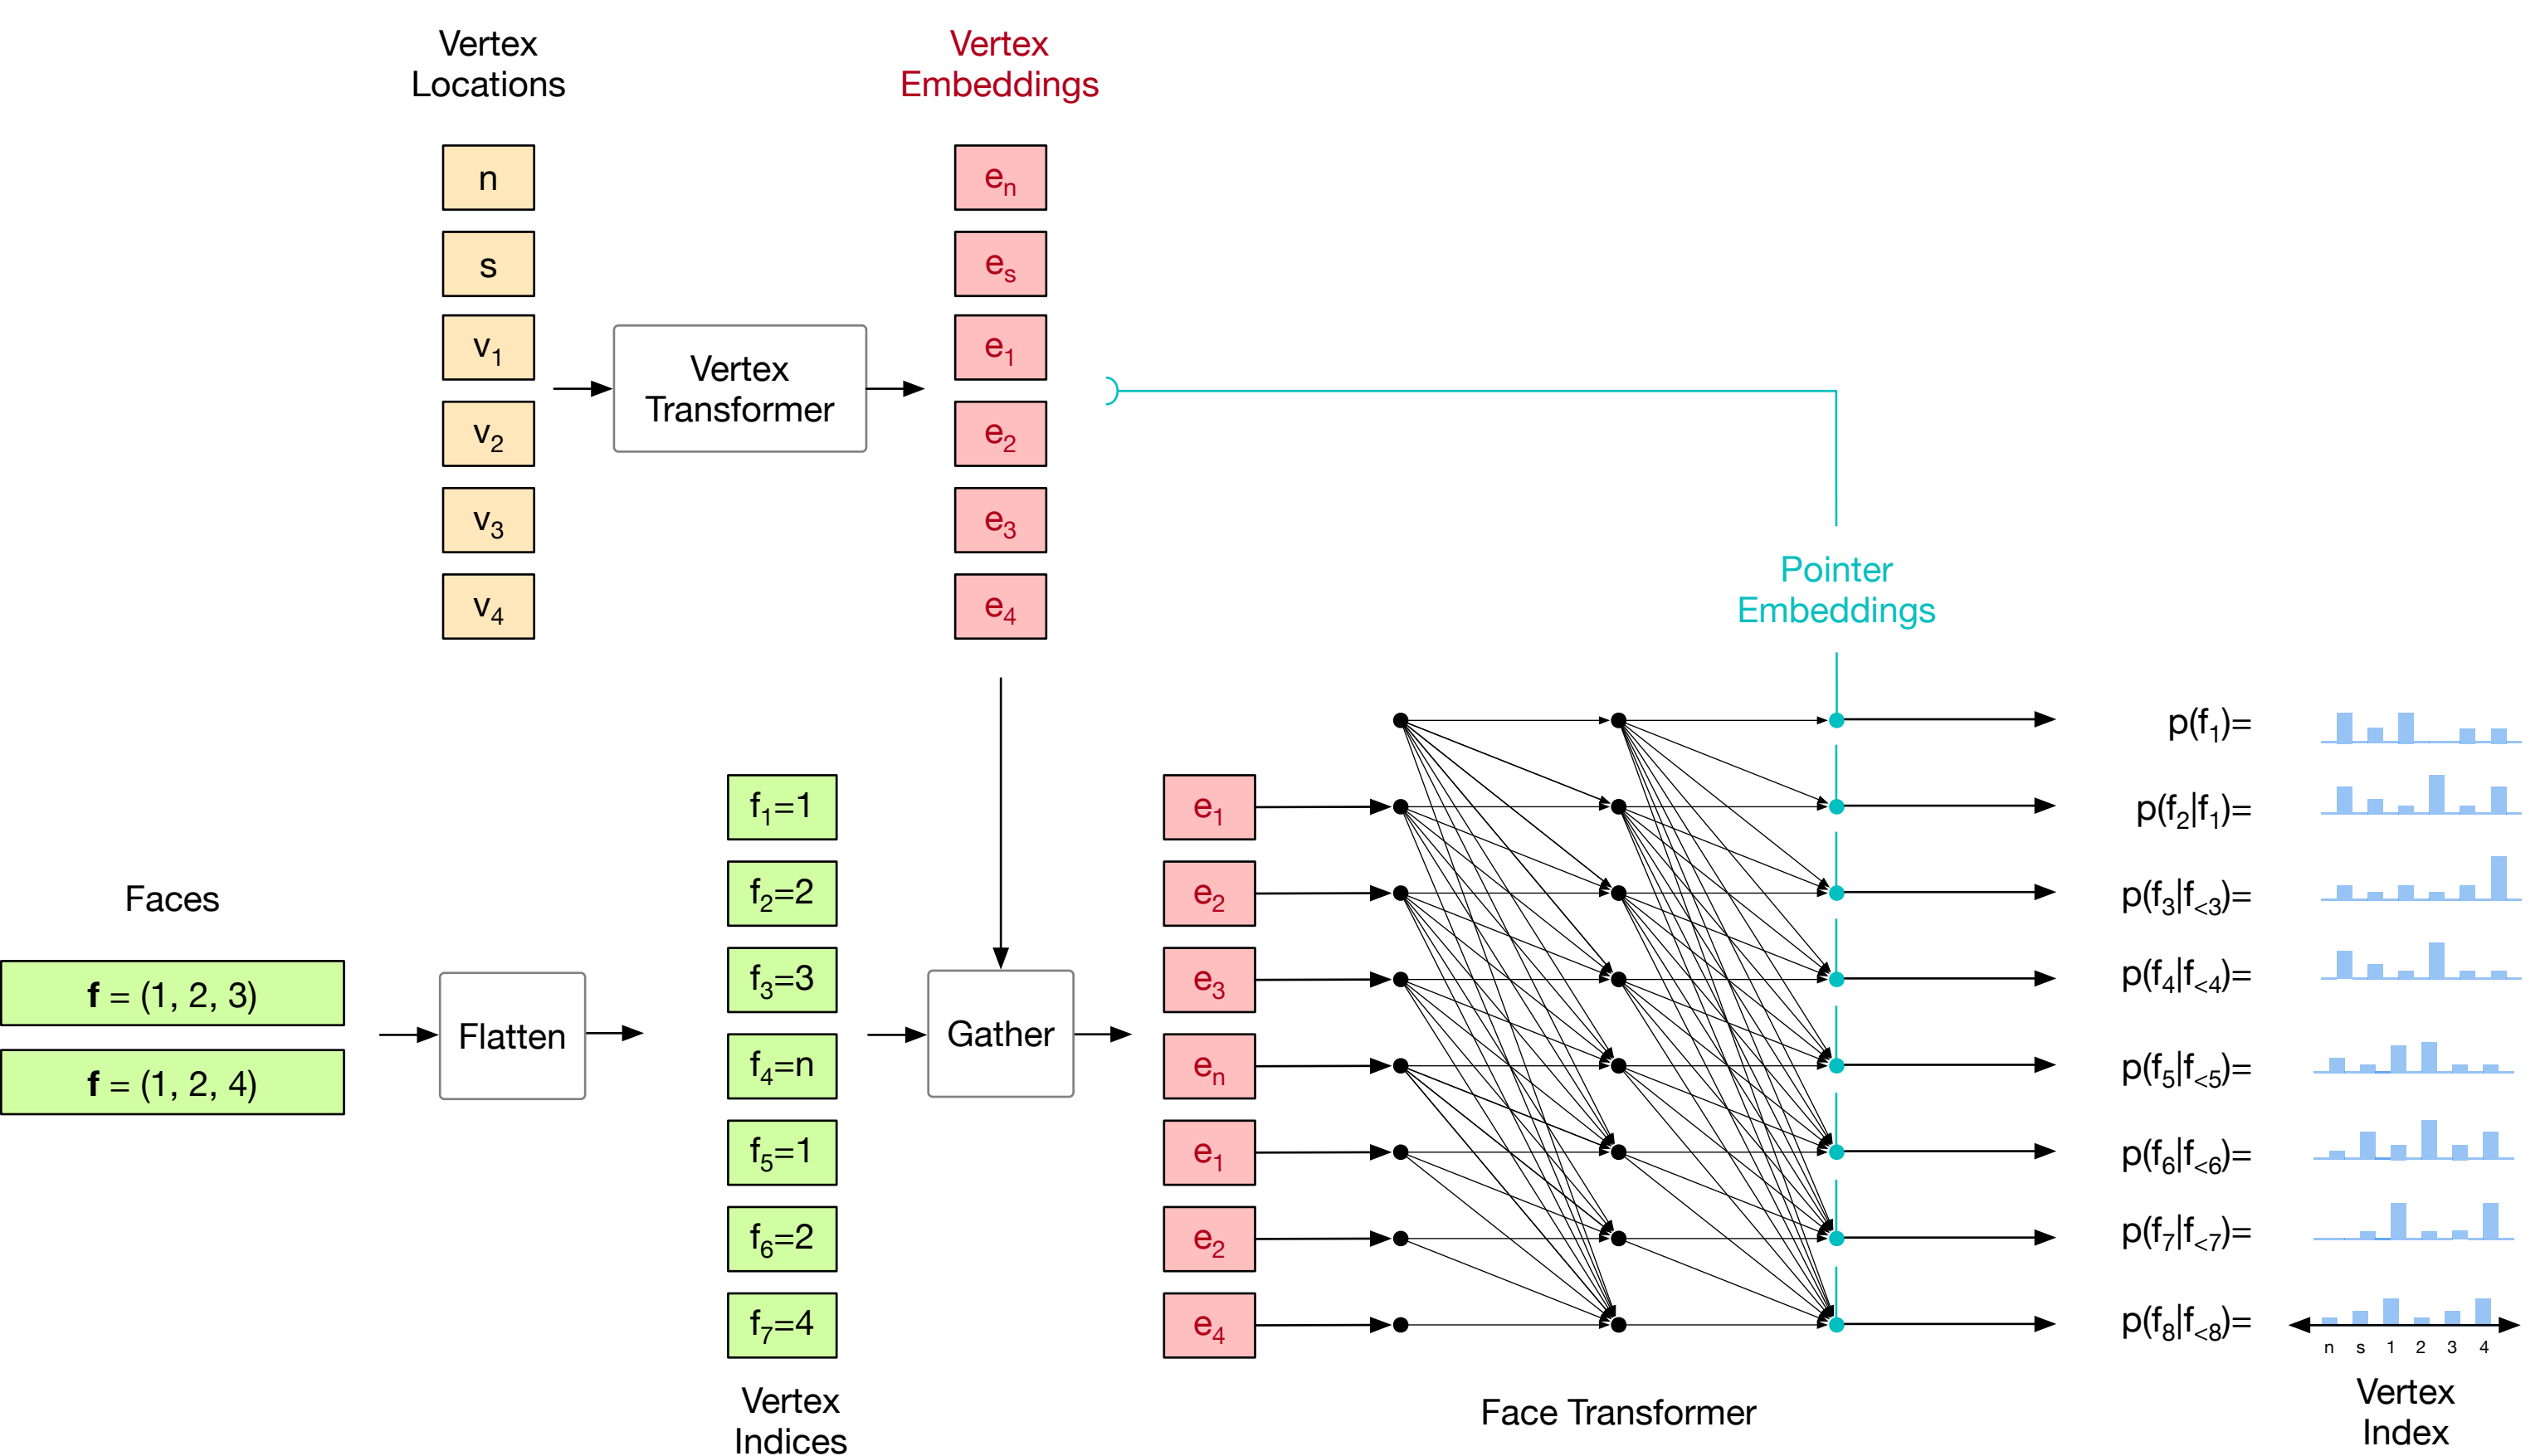 Vertex
Locations
Vertex
Embeddings
n
s
v1
v2
v3
v4
Vertex
Transformer
en
es
e1
e2
e3
e4
Pointer
Embeddings
Faces
f = (1, 2, 3)
f = (1, 2, 4)
Flatten
f1=1
f2=2
f3=3
f4=n
f5=1
f6=2
f7=4
Vertex
Indices
Gather
e1
e2
e3
en
e1
e2
e4
Face Transformer
p(f1)=
p(f2|f1)=
p(f3|f<3)=
p(f4|f<4)=
p(f5|f<5)=
p(f6|f<6)=
p(f7|f<7)=
p(f8|f<8)=
n s 1 2 3 4
Vertex
Index